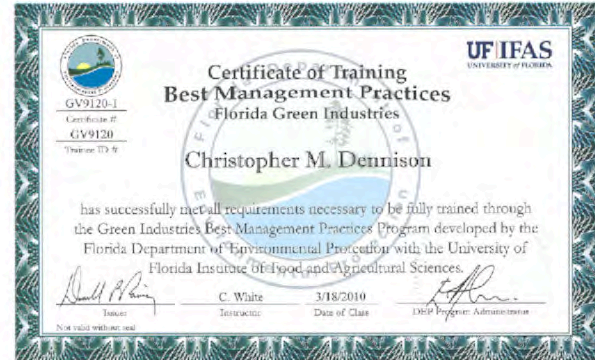 UF IFAS
UNIVERSITY of FLORIDA
Certificate of Training
Best Management Practices
Florida Green Industries
GV9120-1
Certificate #
GV9120
Trainee ID #
Christopher M. Dennison
has successfully met all requirements necessary to be fully trained through
the Green Industries Best Management Practices Program developed by the
Florida Department of Environmental Protection with the University of
Florida Institute of Food and Agricultural Sciences.
C. White
3/18/2010
Issuer
Instructor
Date of Class
DEP Program Administrator
Not valid without seal